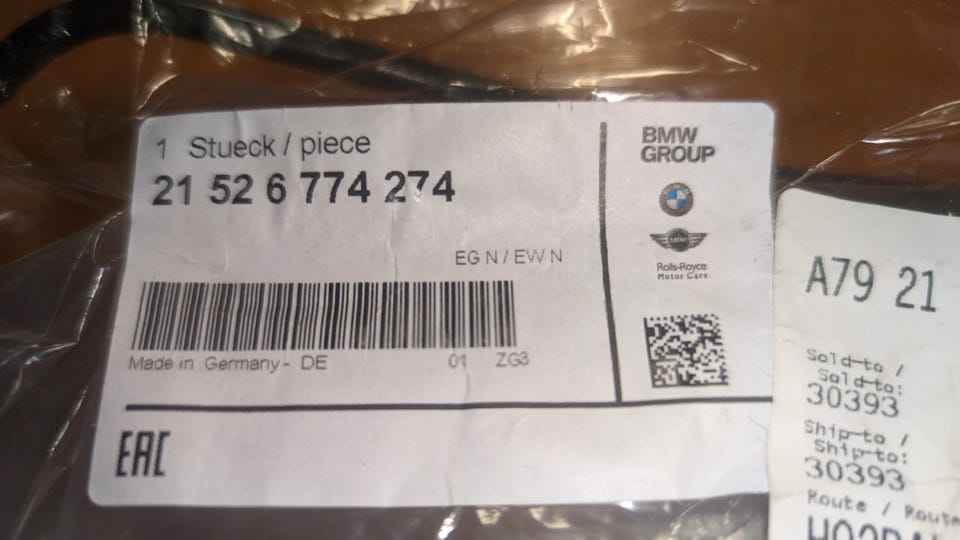 1 Stueck / piece
21 52 6 774 274
EG N / EW N
Made in Germany - DE 01 ZG3
EAC
BMW
GROUP
MINI
Rolls-Royce
Motor Cars
A79 21
Sold-to /
Sold-to:
30393
Ship-to /
Ship-to:
30393
Route / Route